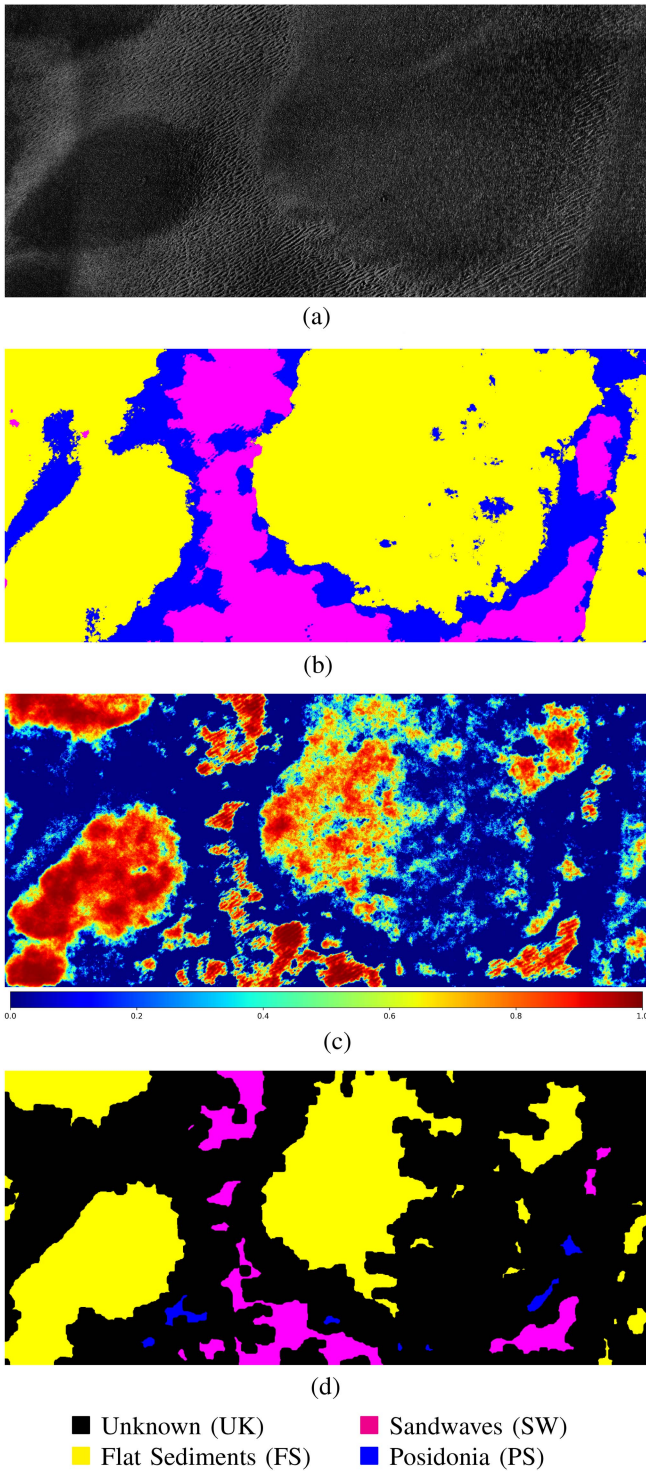 (a)
(b)
0.0 0.2 0.4 0.6 0.8 1.0
(c)
(d)
Unknown (UK) Sandwaves (SW)
Flat Sediments (FS) Posidonia (PS)